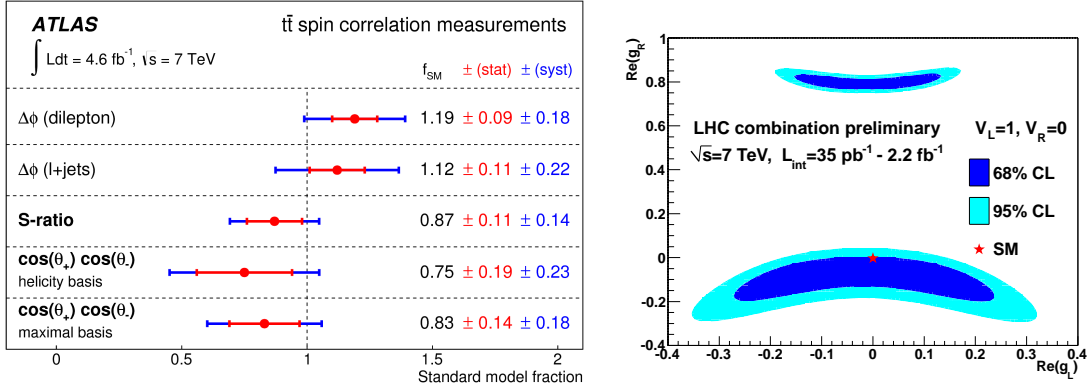 ATLAS tt̄ spin correlation measurements
∫ Ldt = 4.6 fb⁻¹, √s = 7 TeV
f_SM ± (stat) ± (syst)
Δϕ (dilepton) 1.19 ± 0.09 ± 0.18
Δϕ (l+jets) 1.12 ± 0.11 ± 0.22
S-ratio 0.87 ± 0.11 ± 0.14
cos(θ₊) cos(θ₋) 0.75 ± 0.19 ± 0.23
helicity basis
cos(θ₊) cos(θ₋) 0.83 ± 0.14 ± 0.18
maximal basis
0 0.5 1 1.5 2
Standard model fraction
Re(g_R)
1
0.8
0.6
0.4
0.2
0
-0.2
-0.4
LHC combination preliminary
√s=7 TeV, L_int=35 pb⁻¹ - 2.2 fb⁻¹
V_L=1, V_R=0
68% CL
95% CL
SM
-0.4 -0.3 -0.2 -0.1 0 0.1 0.2 0.3 0.4
Re(g_L)